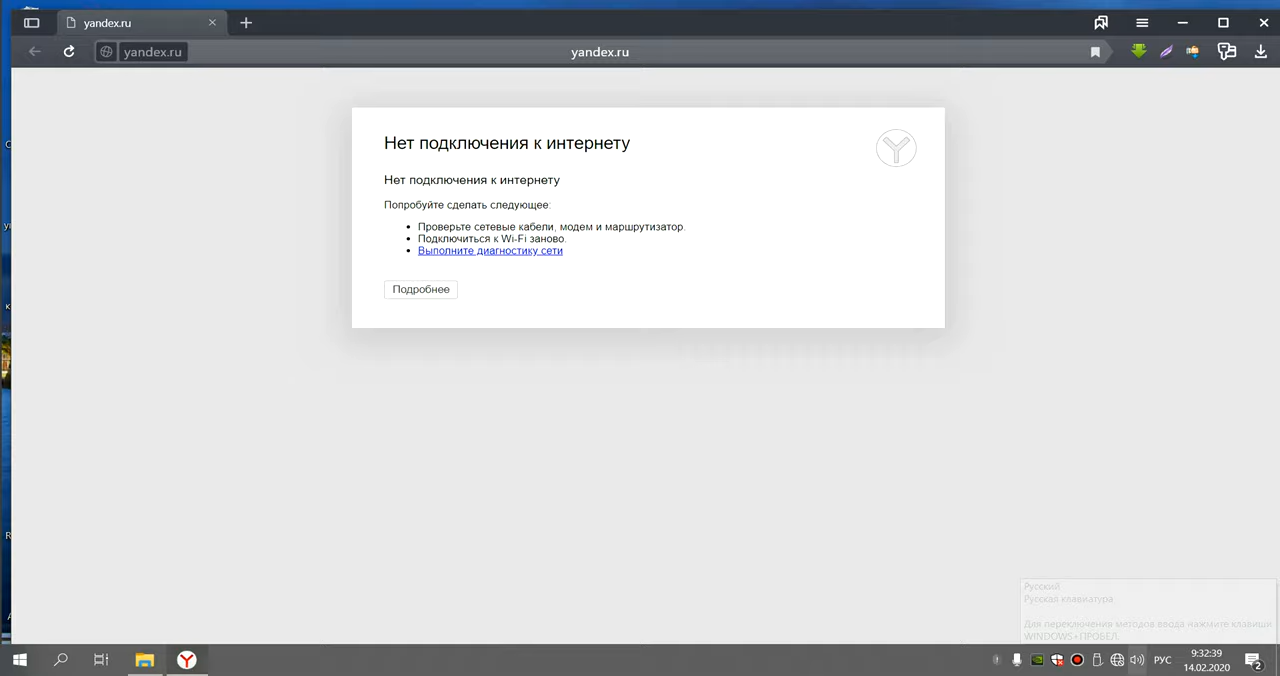 yandex.ru
yandex.ru
yandex.ru
Нет подключения к интернету
Нет подключения к интернету
Попробуйте сделать следующее:
Проверьте сетевые кабели, модем и маршрутизатор.
Подключиться к Wi-Fi заново.
Выполните диагностику сети
Подробнее
Русский
Русская клавиатура
Для переключения методов ввода нажмите клавиши
WINDOWS+ПРОБЕЛ.
РУС
9:32:39
14.02.2020
2